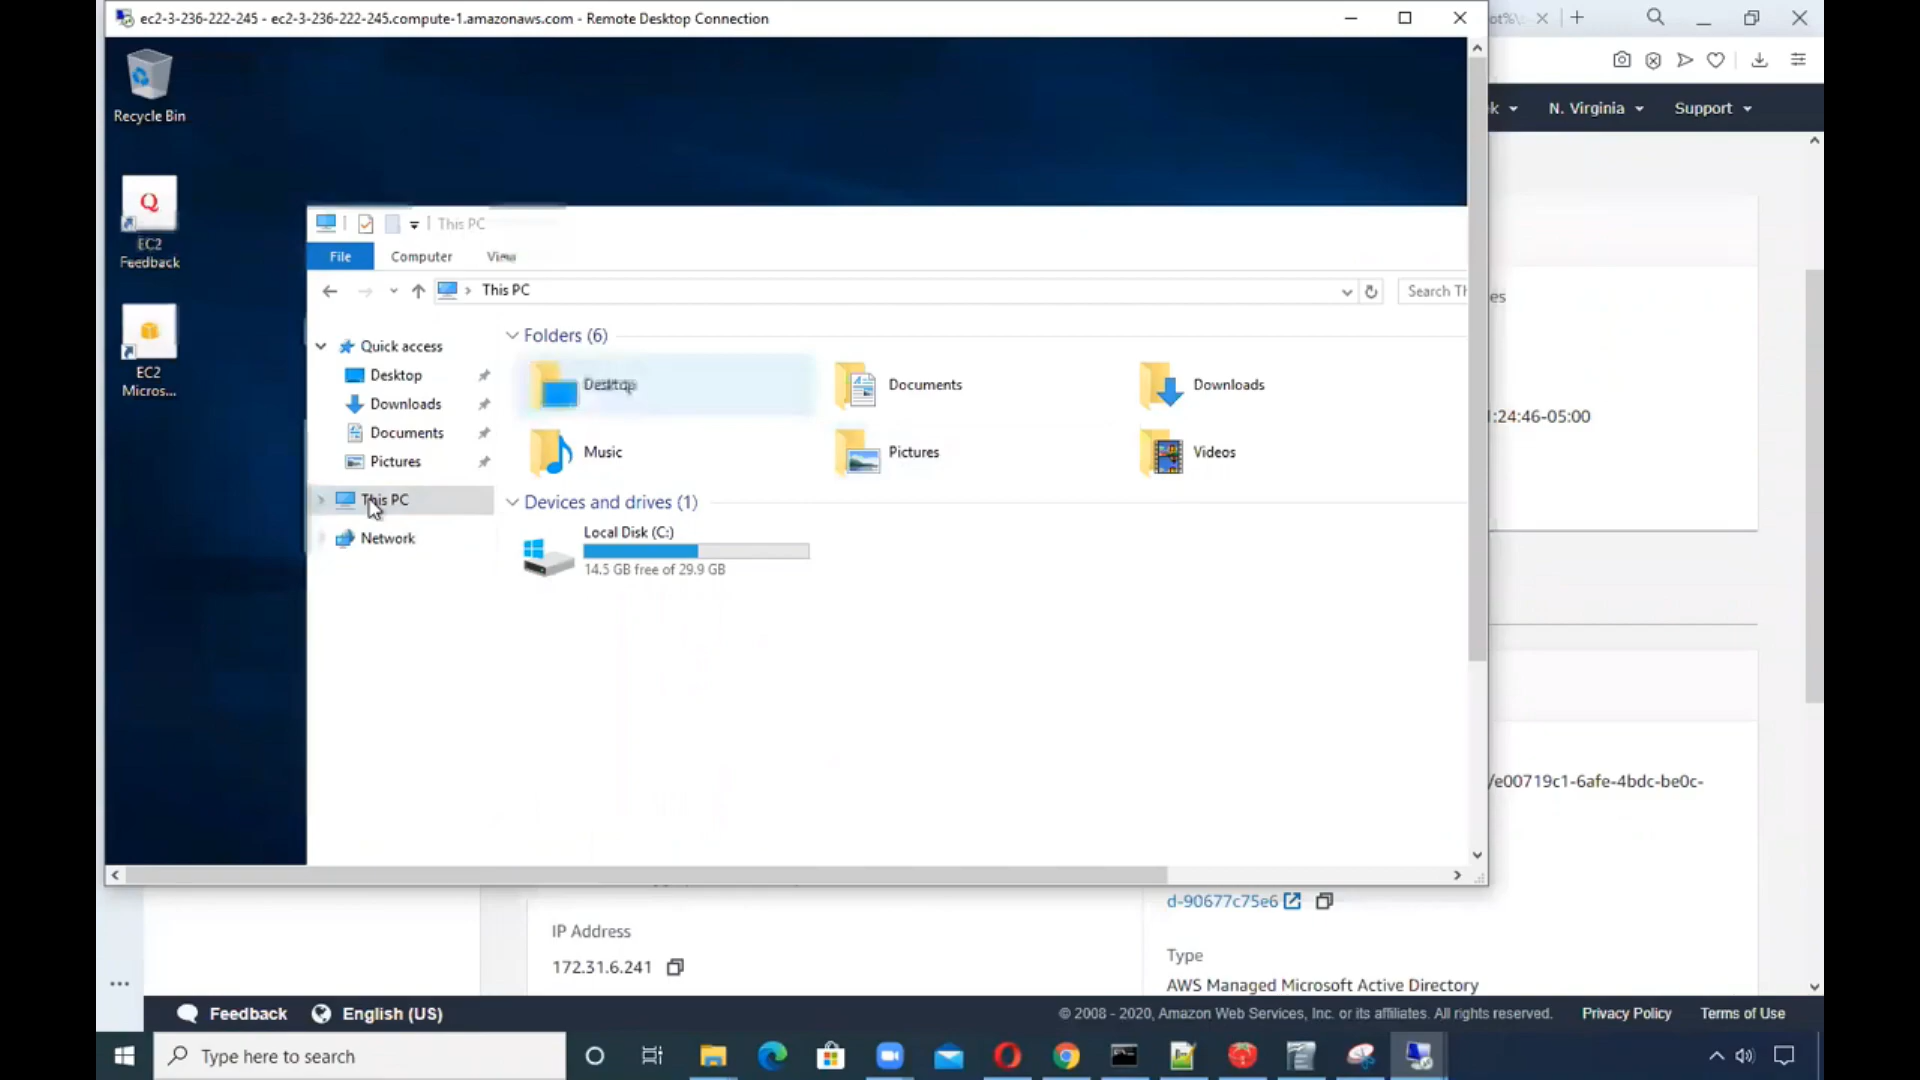 ec2-3-236-222-245 - ec2-3-236-222-245.compute-1.amazonaws.com - Remote Desktop Connection
Recycle Bin
EC2
Feedback
EC2
Micros...
This PC
File
Computer
View
This PC
Search Th
Quick access
Desktop
Downloads
Documents
Pictures
This PC
Network
Folders (6)
Desktop
Documents
Downloads
Music
Pictures
Videos
Devices and drives (1)
Local Disk (C:)
14.5 GB free of 29.9 GB
N. Virginia
Support
es
:24:46-05:00
/e00719c1-6afe-4bdc-be0c-
d-90677c75e6
IP Address
172.31.6.241
Type
AWS Managed Microsoft Active Directory
Feedback
English (US)
© 2008 - 2020, Amazon Web Services, Inc. or its affiliates. All rights reserved.
Privacy Policy
Terms of Use
Type here to search